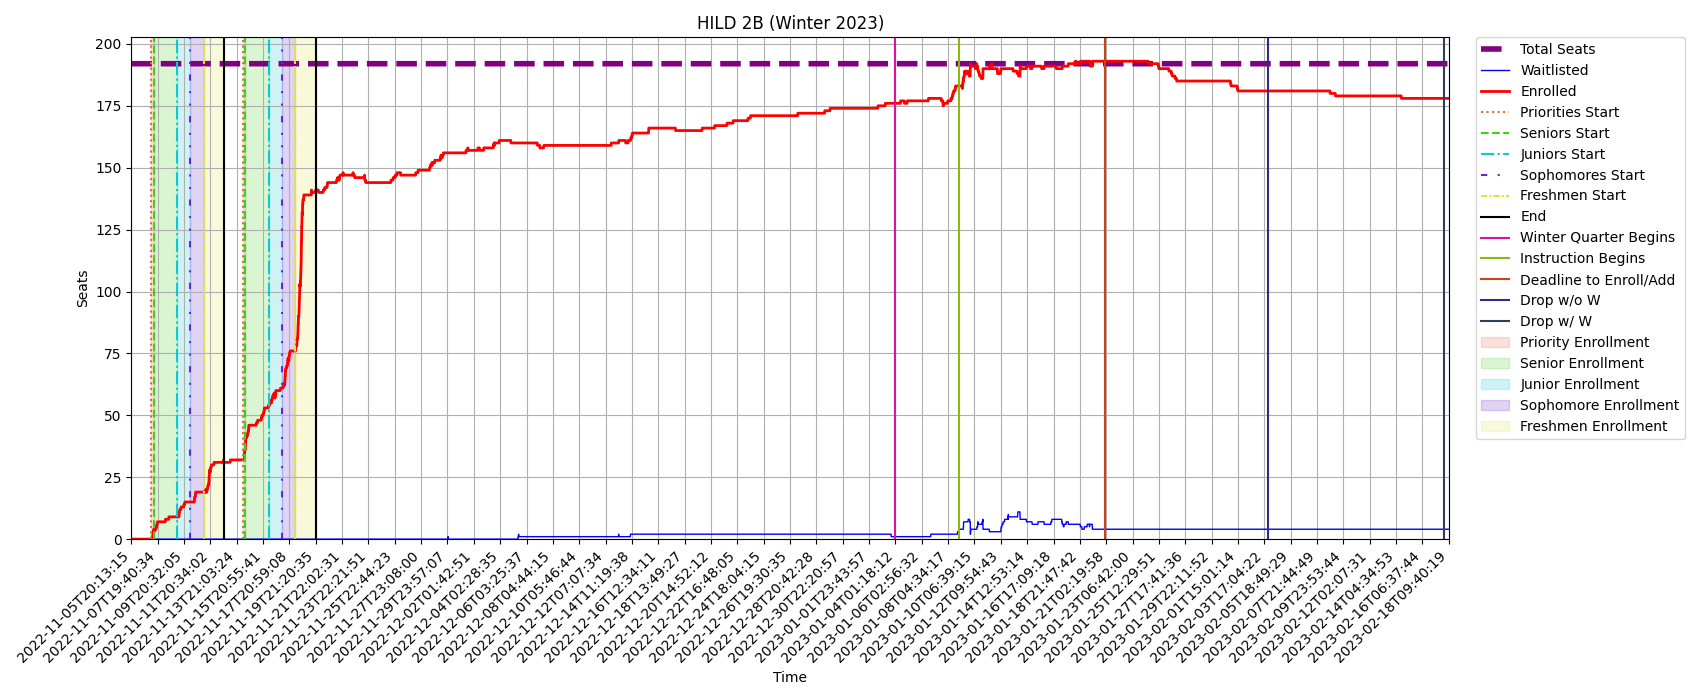 HILD 2B (Winter 2023)
200
175
150
125
100
75
50
25
0
Seats
2022-11-05T20:13:15
2022-11-07T19:40:34
2022-11-09T20:32:05
2022-11-11T20:34:02
2022-11-13T21:03:24
2022-11-15T20:55:41
2022-11-17T20:59:08
2022-11-19T21:20:35
2022-11-21T22:02:31
2022-11-23T22:21:51
2022-11-25T22:44:23
2022-11-27T23:08:00
2022-11-29T23:57:07
2022-12-02T01:42:51
2022-12-04T02:28:35
2022-12-06T03:25:37
2022-12-08T04:44:15
2022-12-10T05:46:44
2022-12-12T07:07:34
2022-12-14T11:19:38
2022-12-16T12:34:11
2022-12-18T13:49:27
2022-12-20T14:52:12
2022-12-22T16:48:05
2022-12-24T18:04:15
2022-12-26T19:30:35
2022-12-28T20:42:28
2022-12-30T22:20:57
2023-01-01T23:43:57
2023-01-04T01:18:12
2023-01-06T02:56:32
2023-01-08T04:34:17
2023-01-10T06:39:15
2023-01-12T09:54:43
2023-01-14T12:53:14
2023-01-16T17:09:18
2023-01-18T21:47:42
2023-01-21T02:19:58
2023-01-23T06:42:00
2023-01-25T12:29:51
2023-01-27T17:41:36
2023-01-29T22:11:52
2023-02-01T15:01:14
2023-02-03T17:04:22
2023-02-05T18:49:29
2023-02-07T21:44:49
2023-02-09T23:53:44
2023-02-12T02:07:31
2023-02-14T04:34:53
2023-02-16T06:37:44
2023-02-18T09:40:19
Time
Total Seats
Waitlisted
Enrolled
Priorities Start
Seniors Start
Juniors Start
Sophomores Start
Freshmen Start
End
Winter Quarter Begins
Instruction Begins
Deadline to Enroll/Add
Drop w/o W
Drop w/ W
Priority Enrollment
Senior Enrollment
Junior Enrollment
Sophomore Enrollment
Freshmen Enrollment